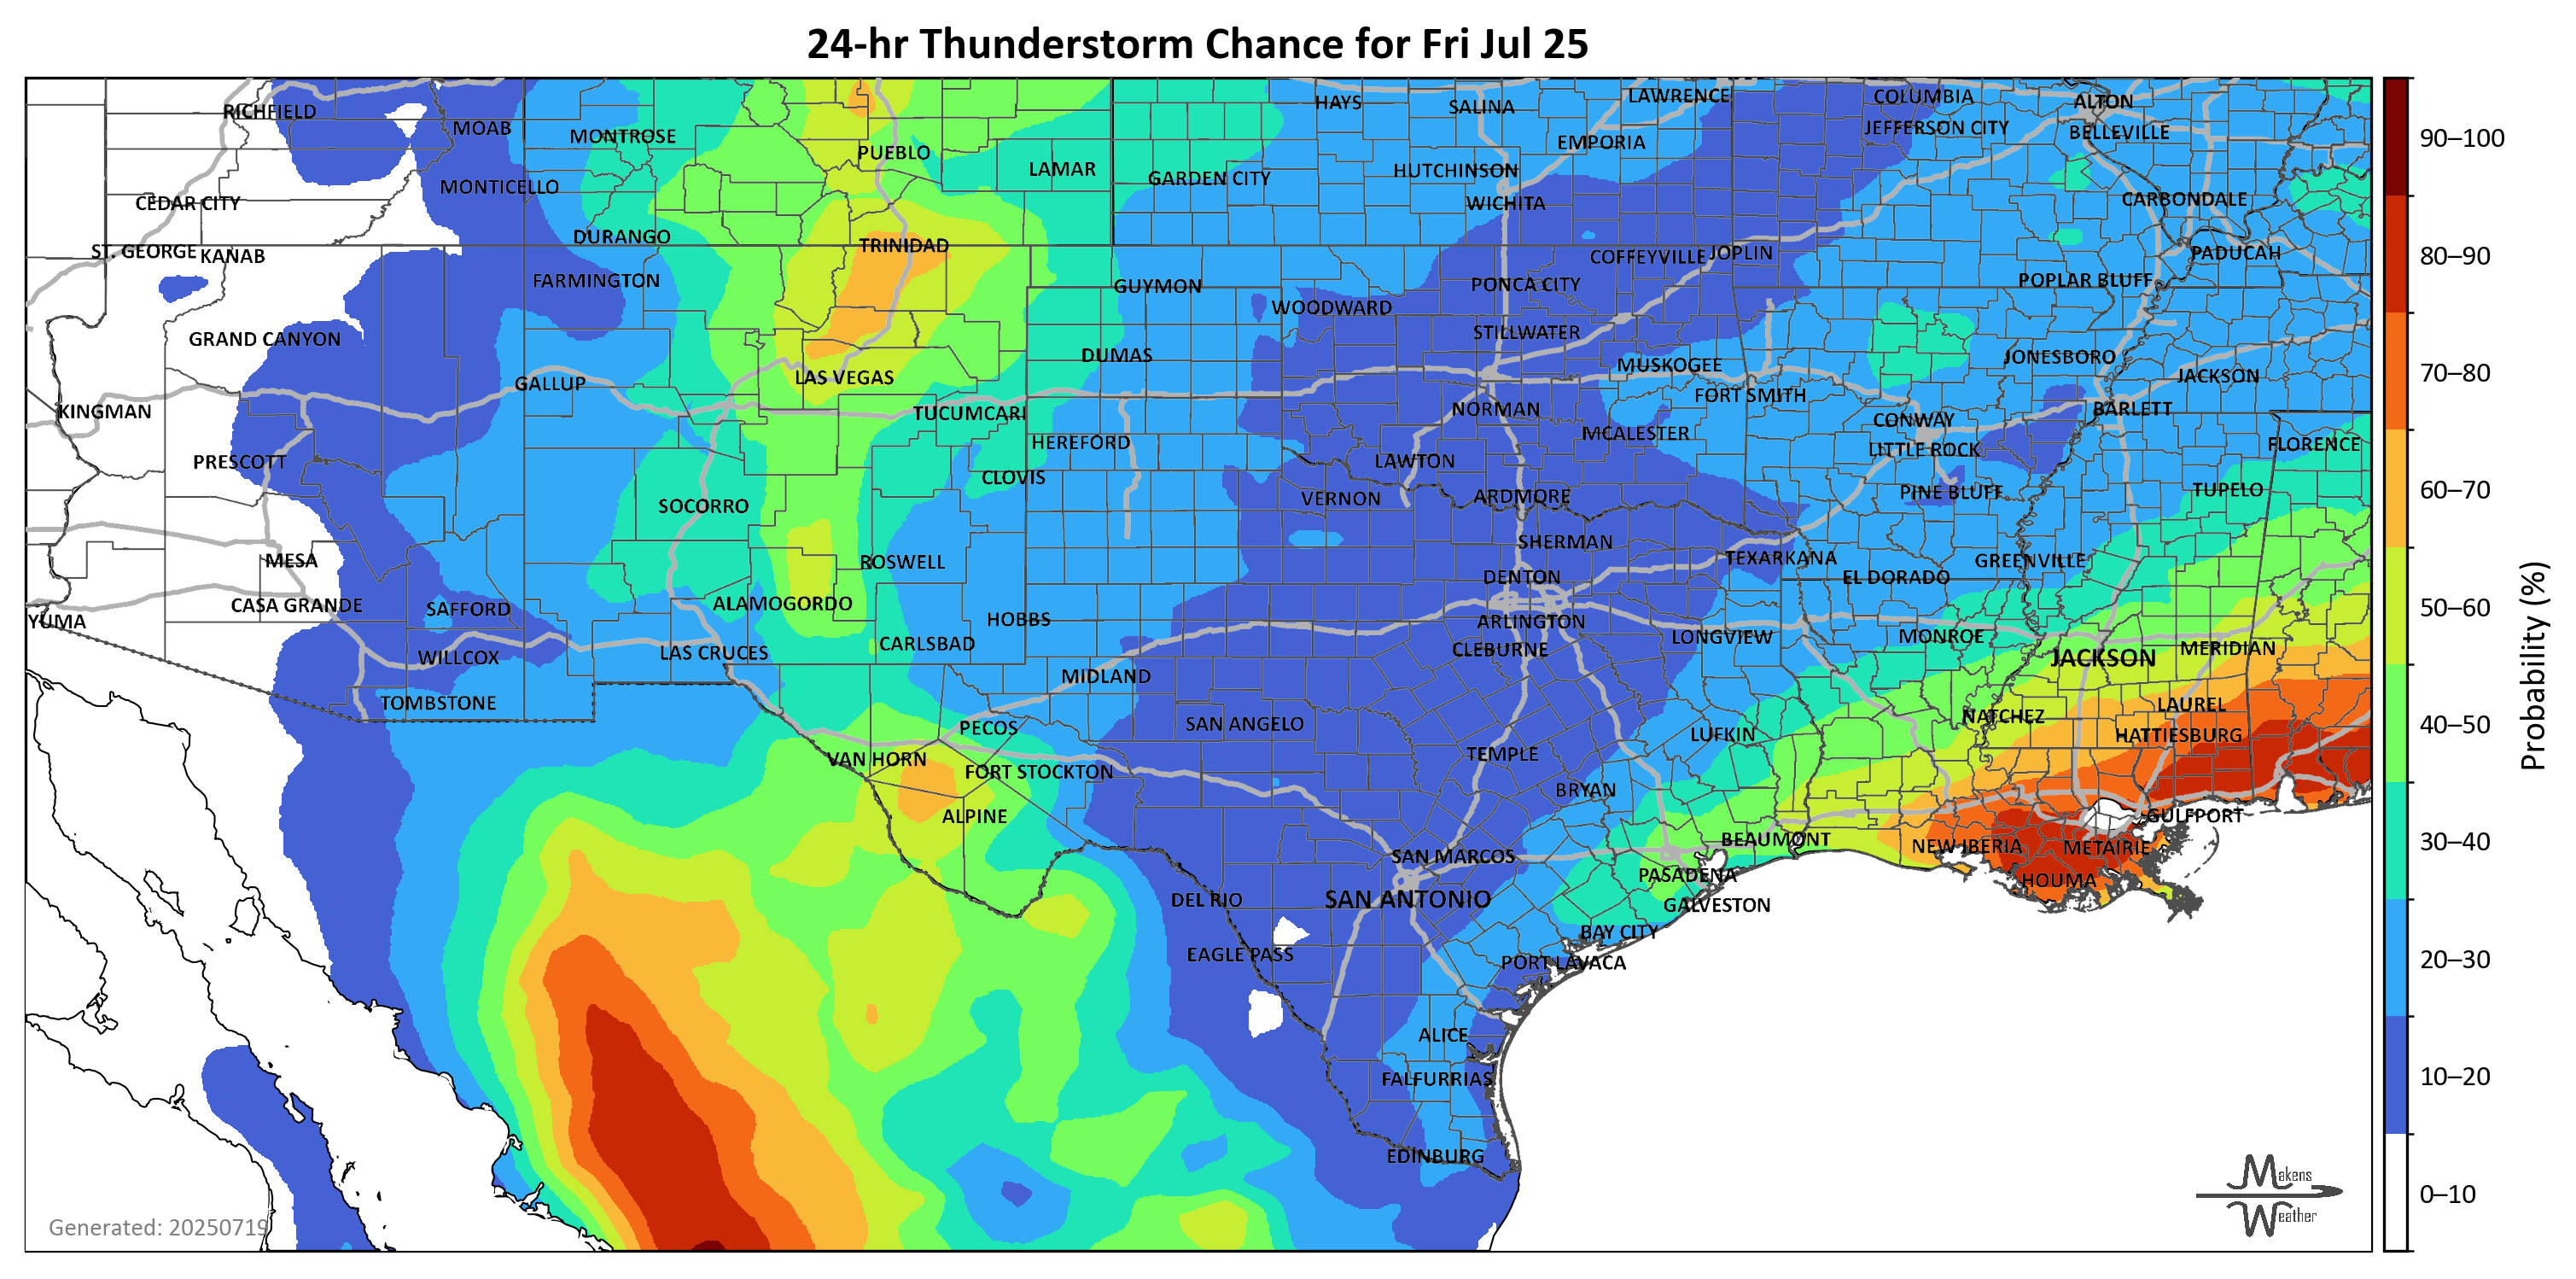 24-hr Thunderstorm Chance for Fri Jul 25
RICHFIELD
MOAB
MONTROSE
PUEBLO
LAMAR
HAYS
SALINA
LAWRENCE
COLUMBIA
ALTON
EMPORIA
JEFFERSON CITY
BELLEVILLE
MONTICELLO
GARDEN CITY
HUTCHINSON
CEDAR CITY
WICHITA
CARBONDALE
ST. GEORGE
KANAB
DURANGO
TRINIDAD
COFFEYVILLE
JOPLIN
PADUCAH
FARMINGTON
GUYMON
WOODWARD
PONCA CITY
POPLAR BLUFF
GRAND CANYON
DUMAS
STILLWATER
MUSKOGEE
JONESBORO
GALLUP
LAS VEGAS
FORT SMITH
JACKSON
KINGMAN
TUCUMCARI
NORMAN
CONWAY
BARLETT
PRESCOTT
HEREFORD
MCALESTER
LITTLE ROCK
FLORENCE
CLOVIS
LAWTON
SOCORRO
VERNON
ARDMORE
PINE BLUFF
TUPELO
MESA
ROSWELL
SHERMAN
TEXARKANA
GREENVILLE
CASA GRANDE
SAFFORD
ALAMOGORDO
DENTON
EL DORADO
YUMA
HOBBS
ARLINGTON
WILLCOX
LAS CRUCES
CARLSBAD
CLEBURNE
LONGVIEW
MONROE
JACKSON
MERIDIAN
TOMBSTONE
MIDLAND
PECOS
SAN ANGELO
LUFKIN
NATCHEZ
LAUREL
HATTIESBURG
VAN HORN
FORT STOCKTON
TEMPLE
BRYAN
ALPINE
GULFPORT
SAN MARCOS
BEAUMONT
NEW IBERIA
METAIRIE
DEL RIO
SAN ANTONIO
PASADENA
HOUMA
GALVESTON
EAGLE PASS
BAY CITY
PORT LAVACA
ALICE
FALFURRIAS
EDINBURG
Generated: 20250719
Makens
Weather
90–100
80–90
70–80
60–70
50–60
40–50
30–40
20–30
10–20
0–10
Probability (%)